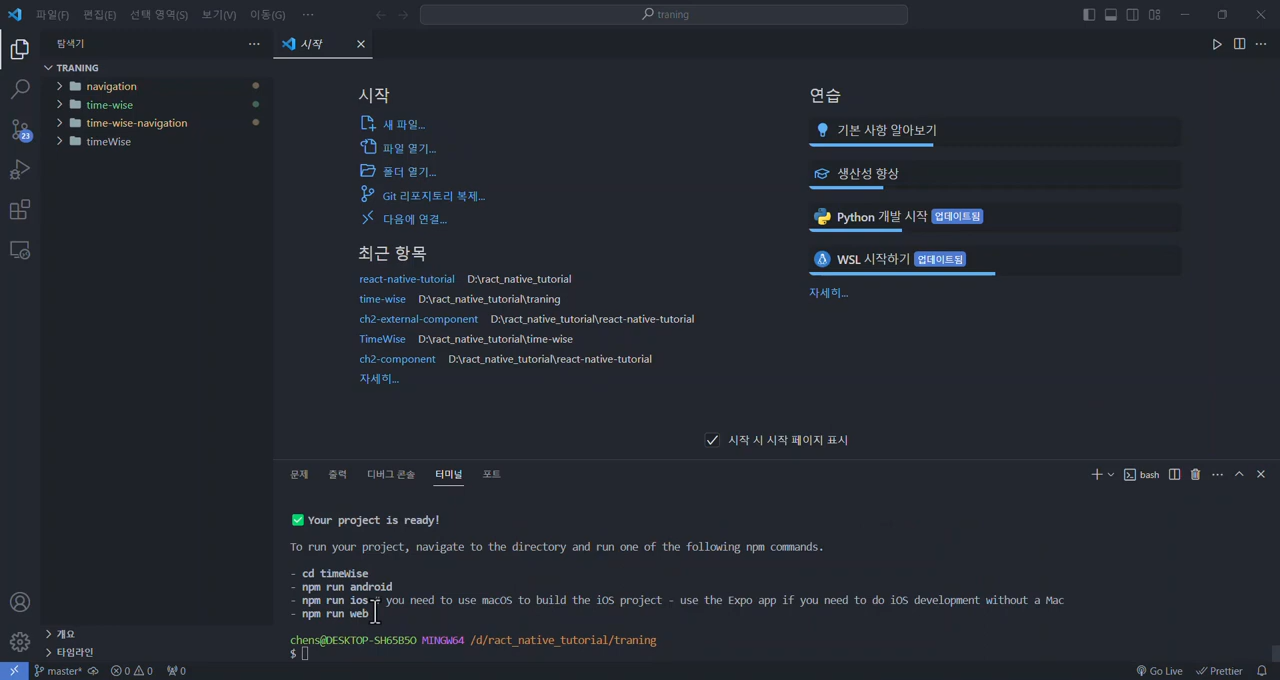 파일(F) 편집(E) 선택 영역(S) 보기(V) 이동(G) ···
traning
탐색기
시작
TRANING
navigation
time-wise
time-wise-navigation
timeWise
23
시작
새 파일...
파일 열기...
폴더 열기...
Git 리포지토리 복제...
다음에 연결...
최근 항목
react-native-tutorial D:\ract_native_tutorial
time-wise D:\ract_native_tutorial\traning
ch2-external-component D:\ract_native_tutorial\react-native-tutorial
TimeWise D:\ract_native_tutorial\time-wise
ch2-component D:\ract_native_tutorial\react-native-tutorial
자세히...
연습
기본 사항 알아보기
생산성 향상
Python 개발 시작 업데이트됨
WSL 시작하기 업데이트됨
자세히...
시작 시 시작 페이지 표시
문제 출력 디버그 콘솔 터미널 포트
bash
Your project is ready!
To run your project, navigate to the directory and run one of the following npm commands.
- cd timeWise
- npm run android
- npm run ios # you need to use macOS to build the iOS project - use the Expo app if you need to do iOS development without a Mac
- npm run web
chens@DESKTOP-SH65B5O MINGW64 /d/ract_native_tutorial/traning
$
개요
타임라인
master* 0 0 0
Go Live Prettier